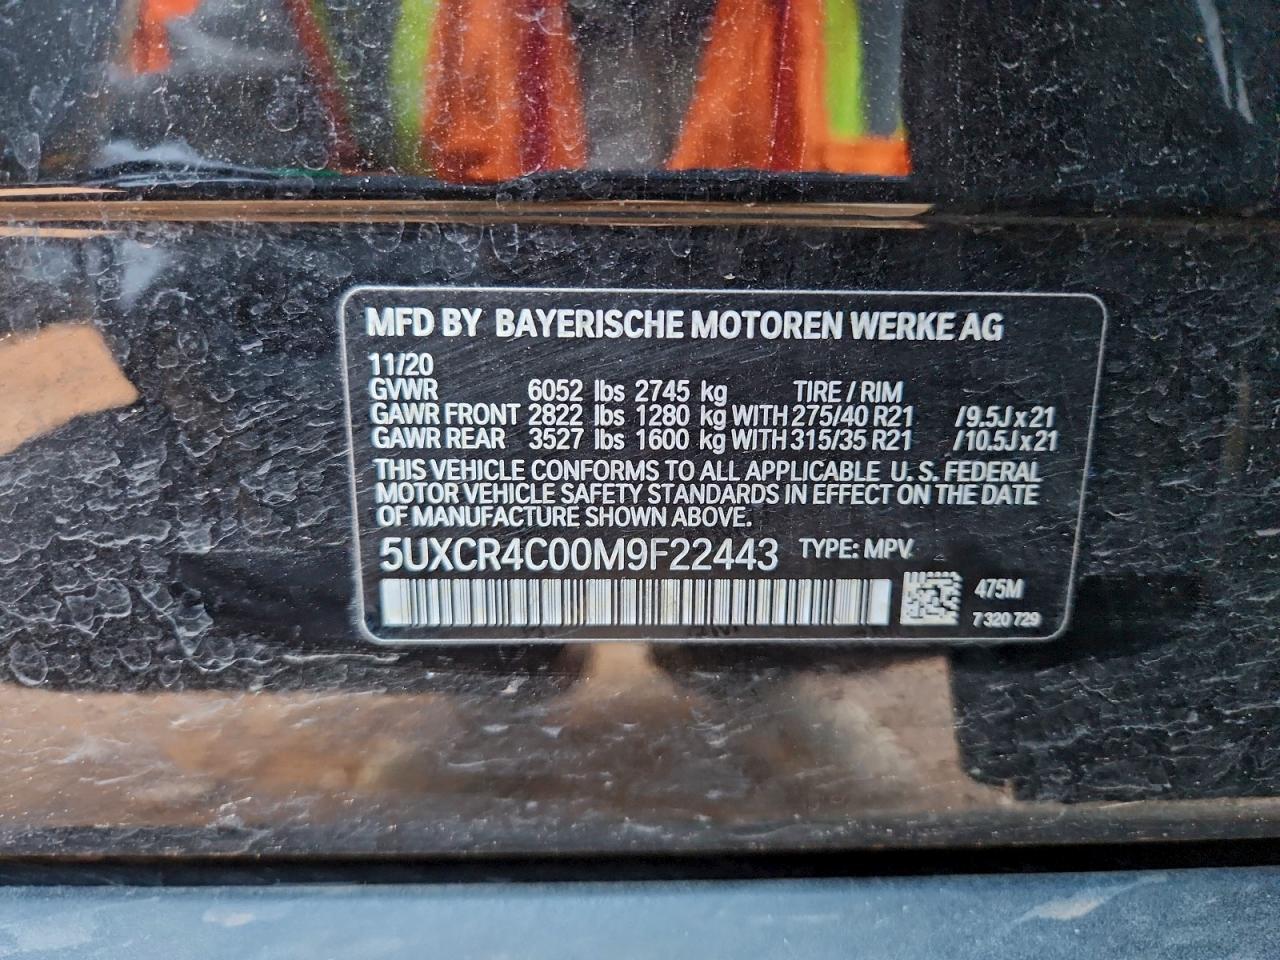 MFD BY BAYERISCHE MOTOREN WERKE AG
11/20
GVWR 6052 lbs 2745 kg TIRE / RIM
GAWR FRONT 2822 lbs 1280 kg WITH 275/40 R21 /9.5J x 21
GAWR REAR 3527 lbs 1600 kg WITH 315/35 R21 /10.5J x 21
THIS VEHICLE CONFORMS TO ALL APPLICABLE U. S. FEDERAL
MOTOR VEHICLE SAFETY STANDARDS IN EFFECT ON THE DATE
OF MANUFACTURE SHOWN ABOVE.
5UXCR4C00M9F22443 TYPE: MPV
475M
7 320 729